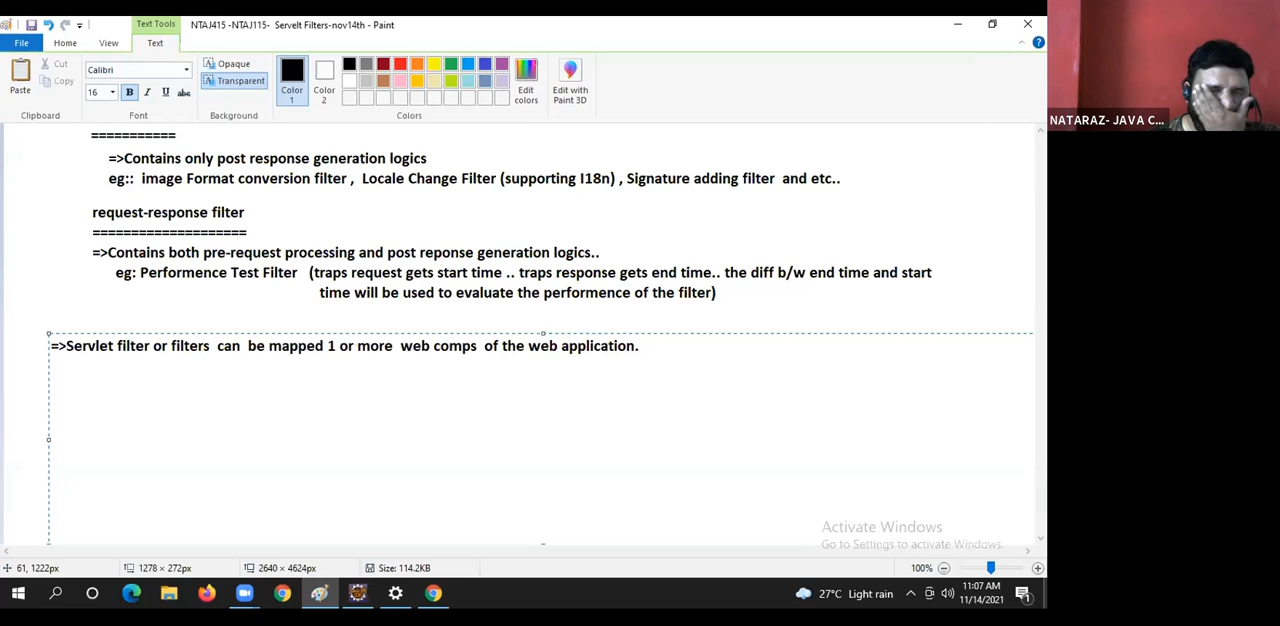 NTAJ415 -NTAJ115- Servelt Filters-nov14th - Paint
Text Tools
File
Home
View
Text
Paste
Cut
Copy
Clipboard
Calibri
16
B
I
U
abc
Font
Opaque
Transparent
Background
Color 1
Color 2
Edit colors
Edit with Paint 3D
Colors
NATARAZ- JAVA C...
===========
=>Contains only post response generation logics
eg:: image Format conversion filter , Locale Change Filter (supporting I18n) , Signature adding filter and etc..
request-response filter
====================
=>Contains both pre-request processing and post reponse generation logics..
eg: Performence Test Filter (traps request gets start time .. traps response gets end time.. the diff b/w end time and start
time will be used to evaluate the performence of the filter)
=>Servlet filter or filters can be mapped 1 or more web comps of the web application.
Activate Windows
Go to Settings to activate Windows.
61, 1222px
1278 × 272px
2640 × 4624px
Size: 114.2KB
100%
27°C Light rain
11:07 AM
11/14/2021
1